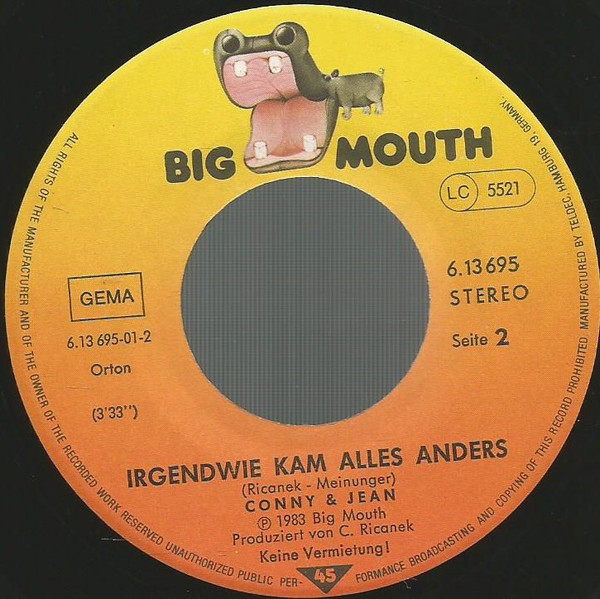 BIG MOUTH
LC 5521
6.13 695
STEREO
Seite 2
GEMA
6.13 695-01-2
Orton
(3'33")
IRGENDWIE KAM ALLES ANDERS
(Ricanek - Meinunger)
CONNY & JEAN
℗ 1983 Big Mouth
Produziert von C. Ricanek
Keine Vermietung!
45
ALL RIGHTS OF THE MANUFACTURER AND OF THE OWNER OF THE RECORDED WORK RESERVED UNAUTHORIZED PUBLIC PER- FORMANCE BROADCASTING AND COPYING OF THIS RECORD PROHIBITED. MANUFACTURED BY TELDEC, HAMBURG 19, GERMANY.